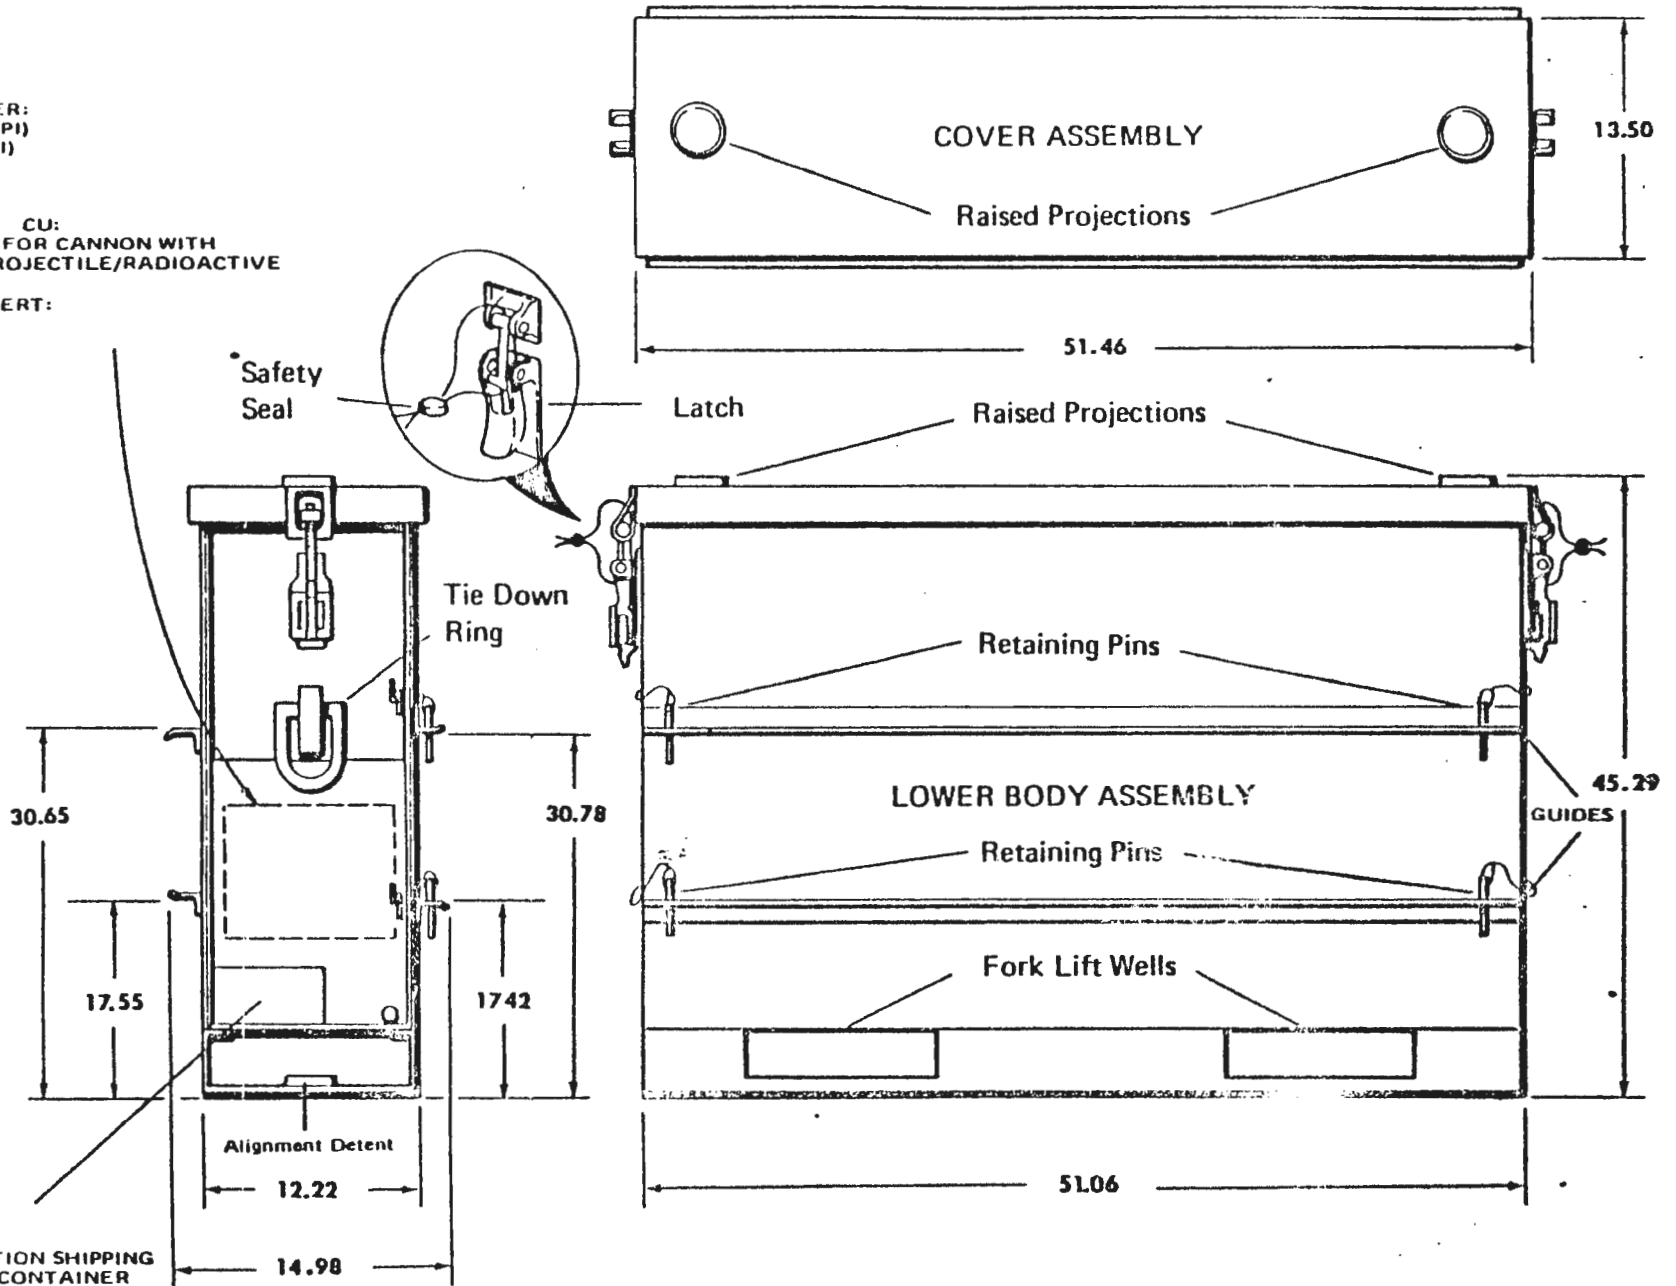 ER:
PI)
I)
CU:
FOR CANNON WITH
ROJECTILE/RADIOACTIVE
ERT:
COVER ASSEMBLY
Raised Projections
13.50
51.46
Safety
Seal
Latch
Raised Projections
Tie Down
Ring
Retaining Pins
30.65
30.78
LOWER BODY ASSEMBLY
45.29
GUIDES
Retaining Pins
17.55
1742
Fork Lift Wells
Alignment Detent
12.22
51.06
14.98
TION SHIPPING
CONTAINER